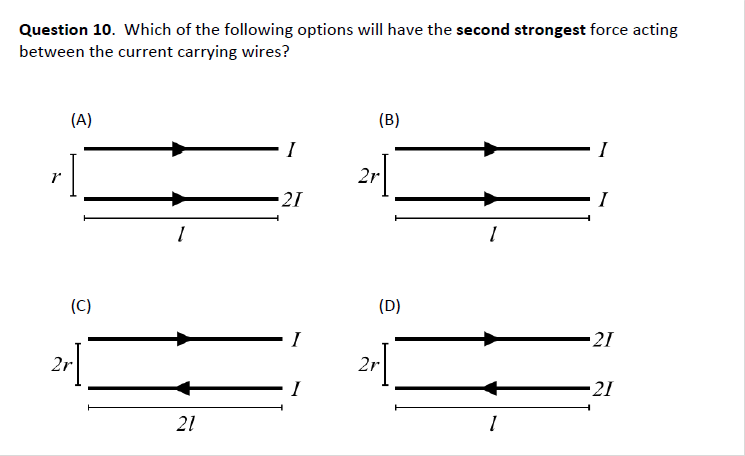 Question 10. Which of the following options will have the second strongest force acting
between the current carrying wires?
(A)
(B)
I
I
r
2r
2I
I
l
l
(C)
(D)
I
2I
2r
2r
I
2I
2l
l